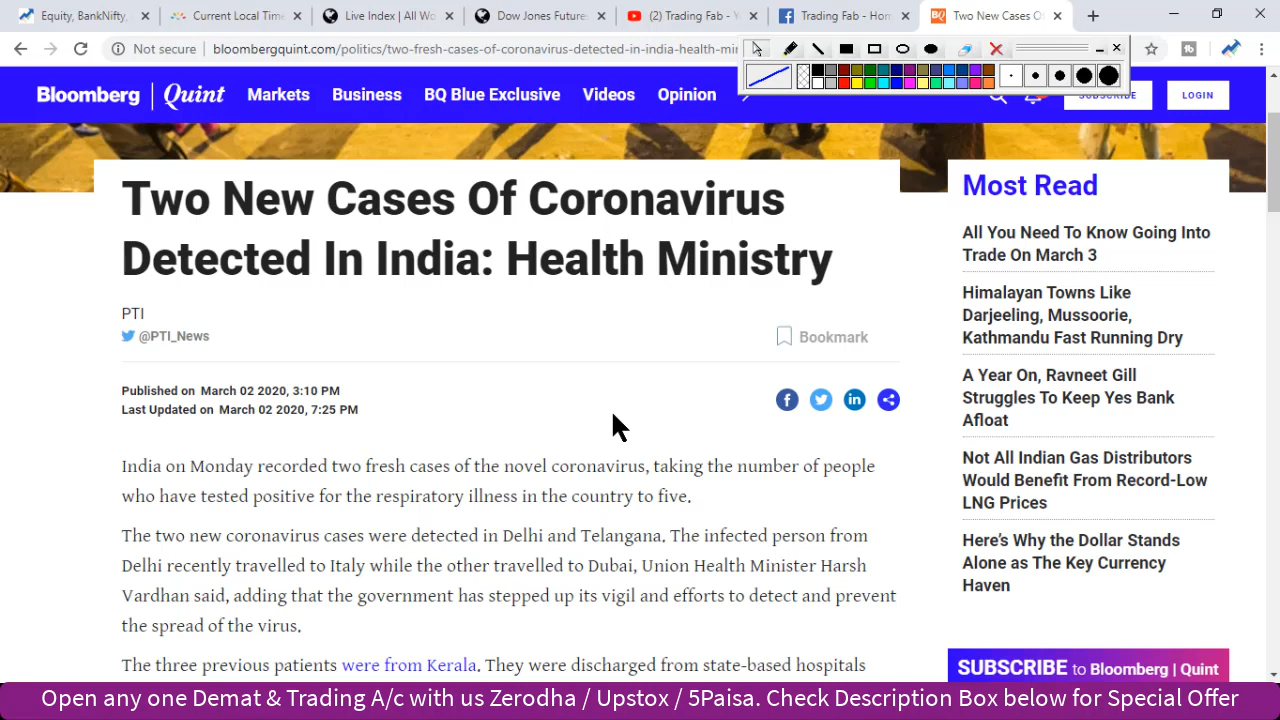 Equity, BankNifty,
Current Local Time
Live Index | All Wo
Dow Jones Future
(2) Trading Fab - Y
Trading Fab - Hom
BQ Two New Cases O
Not secure | bloombergquint.com/politics/two-fresh-cases-of-coronavirus-detected-in-india-health-min
Bloomberg | Quint
Markets
Business
BQ Blue Exclusive
Videos
Opinion
SUBSCRIBE
LOGIN
Two New Cases Of Coronavirus
Detected In India: Health Ministry
PTI
@PTI_News
Bookmark
Published on March 02 2020, 3:10 PM
Last Updated on March 02 2020, 7:25 PM
India on Monday recorded two fresh cases of the novel coronavirus, taking the number of people
who have tested positive for the respiratory illness in the country to five.
The two new coronavirus cases were detected in Delhi and Telangana. The infected person from
Delhi recently travelled to Italy while the other travelled to Dubai, Union Health Minister Harsh
Vardhan said, adding that the government has stepped up its vigil and efforts to detect and prevent
the spread of the virus.
The three previous patients were from Kerala. They were discharged from state-based hospitals
Most Read
All You Need To Know Going Into
Trade On March 3
Himalayan Towns Like
Darjeeling, Mussoorie,
Kathmandu Fast Running Dry
A Year On, Ravneet Gill
Struggles To Keep Yes Bank
Afloat
Not All Indian Gas Distributors
Would Benefit From Record-Low
LNG Prices
Here's Why the Dollar Stands
Alone as The Key Currency
Haven
SUBSCRIBE to Bloomberg | Quint
Open any one Demat & Trading A/c with us Zerodha / Upstox / 5Paisa. Check Description Box below for Special Offer